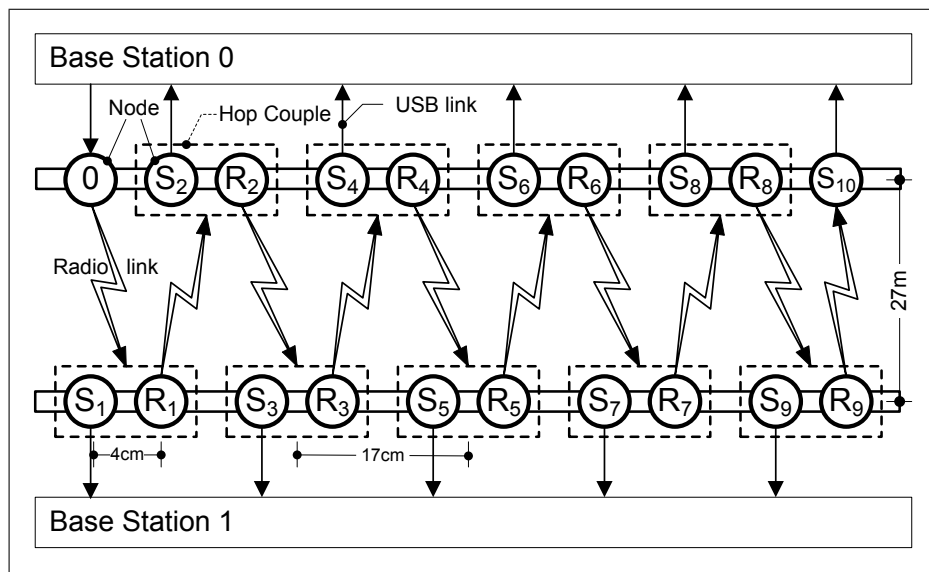 Base Station 0
Node
Hop Couple
USB link
0
S2
R2
S4
R4
S6
R6
S8
R8
S10
Radio link
27m
S1
R1
S3
R3
S5
R5
S7
R7
S9
R9
4cm
17cm
Base Station 1